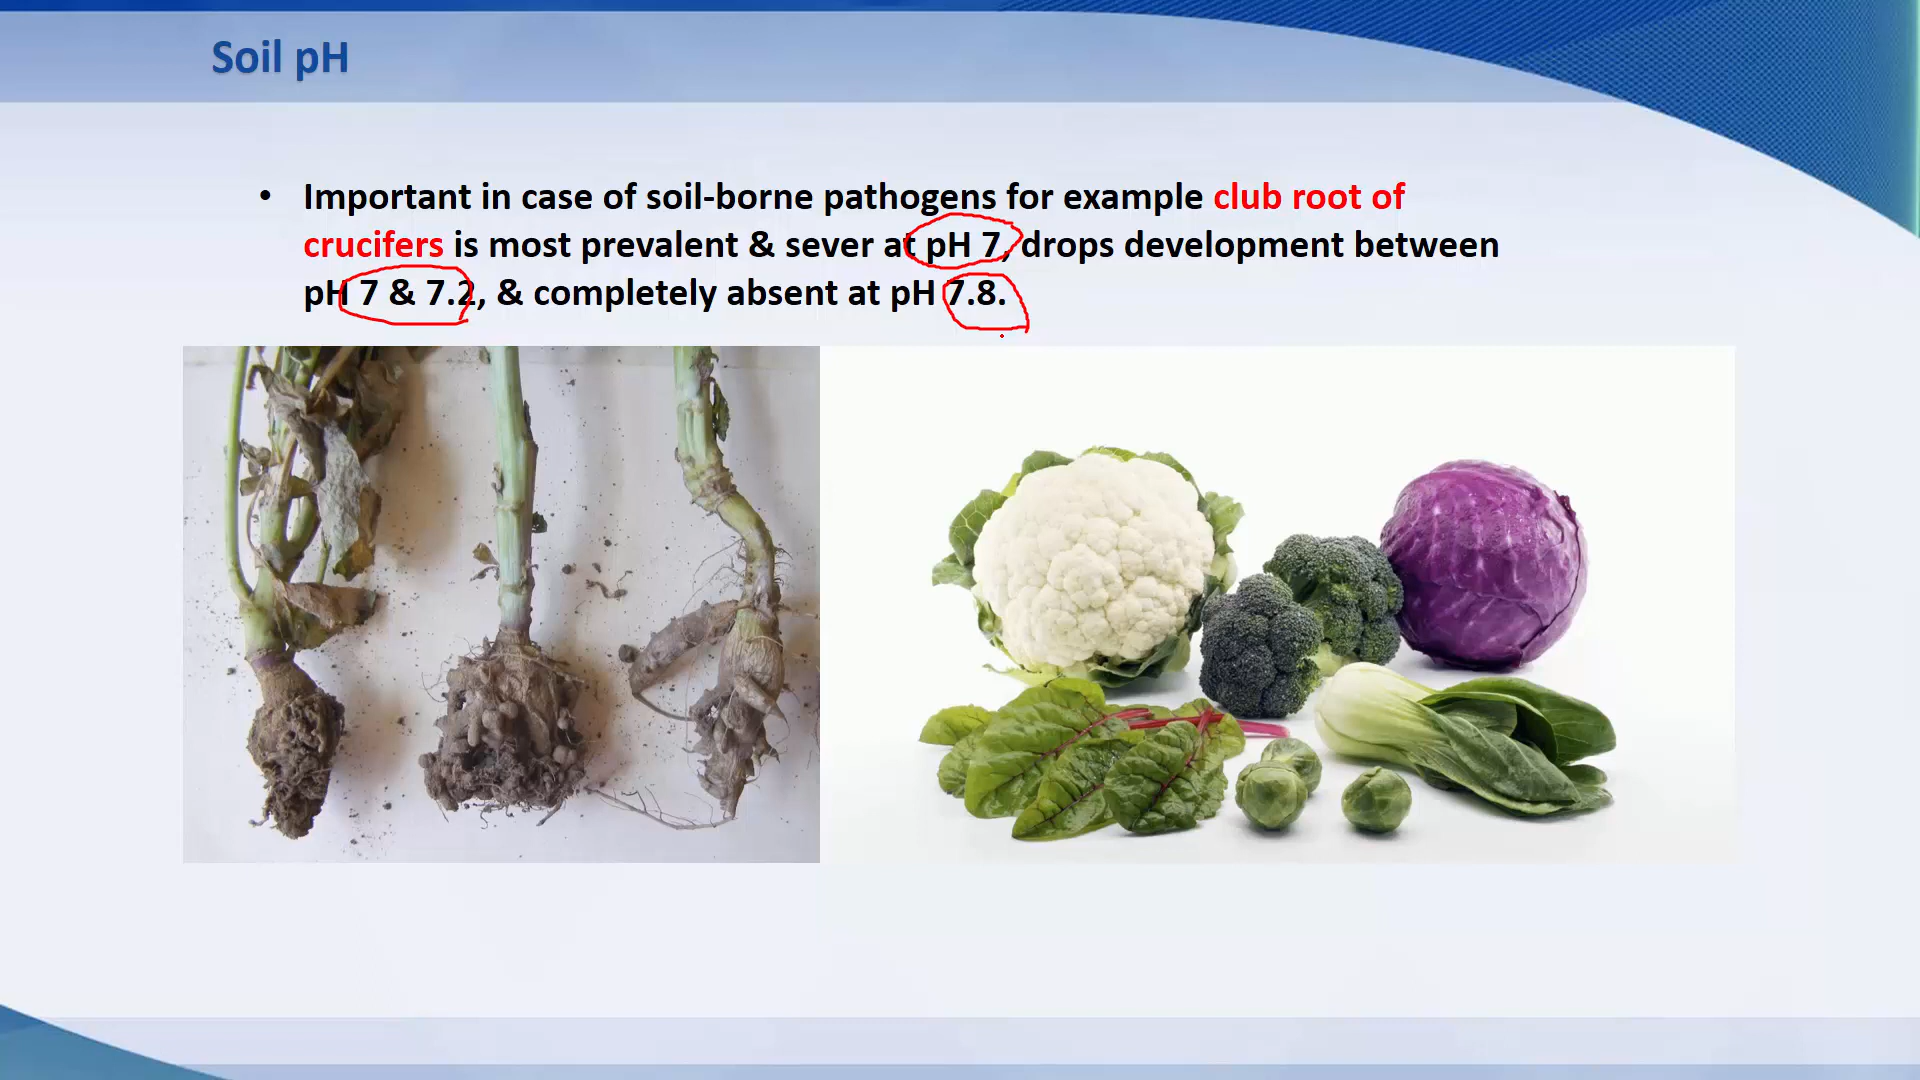 Soil pH
• Important in case of soil-borne pathogens for example club root of
crucifers is most prevalent & sever at pH 7, drops development between
pH 7 & 7.2, & completely absent at pH 7.8.